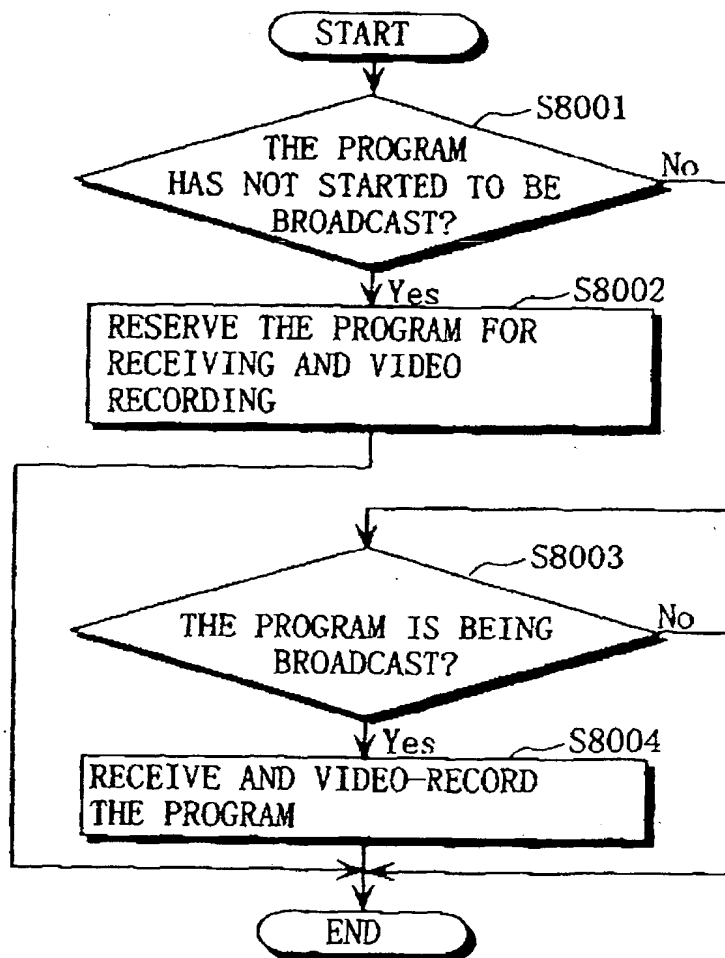 START
S8001
THE PROGRAM
HAS NOT STARTED TO BE
BROADCAST?
No
Yes
S8002
RESERVE THE PROGRAM FOR
RECEIVING AND VIDEO
RECORDING
S8003
THE PROGRAM IS BEING
BROADCAST?
No
Yes
S8004
RECEIVE AND VIDEO-RECORD
THE PROGRAM
END